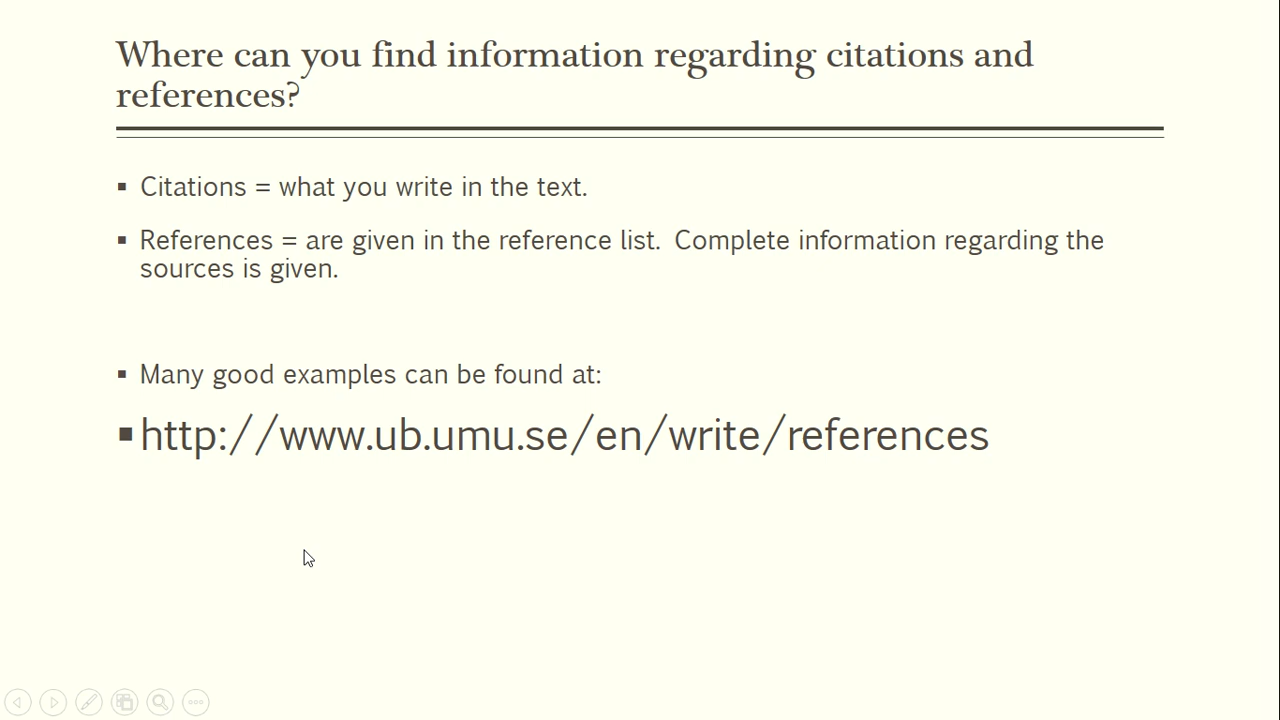 Where can you find information regarding citations and
references?
▪ Citations = what you write in the text.
▪ References = are given in the reference list.  Complete information regarding the
sources is given.
▪ Many good examples can be found at:
▪ http://www.ub.umu.se/en/write/references